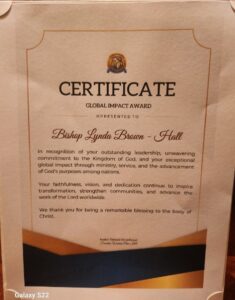 CERTIFICATE
GLOBAL IMPACT AWARD
PRESENTED TO
Bishop Lynda Brown - Hall
In recognition of your outstanding leadership, unwavering
commitment to the Kingdom of God, and your exceptional
global impact through ministry, service, and the advancement
of God's purposes among nations.
Your faithfulness, vision, and dedication continue to inspire
transformation, strengthen communities, and advance the
work of the Lord worldwide.
We thank you for being a remarkable blessing to the Body of
Christ.
Galaxy S22